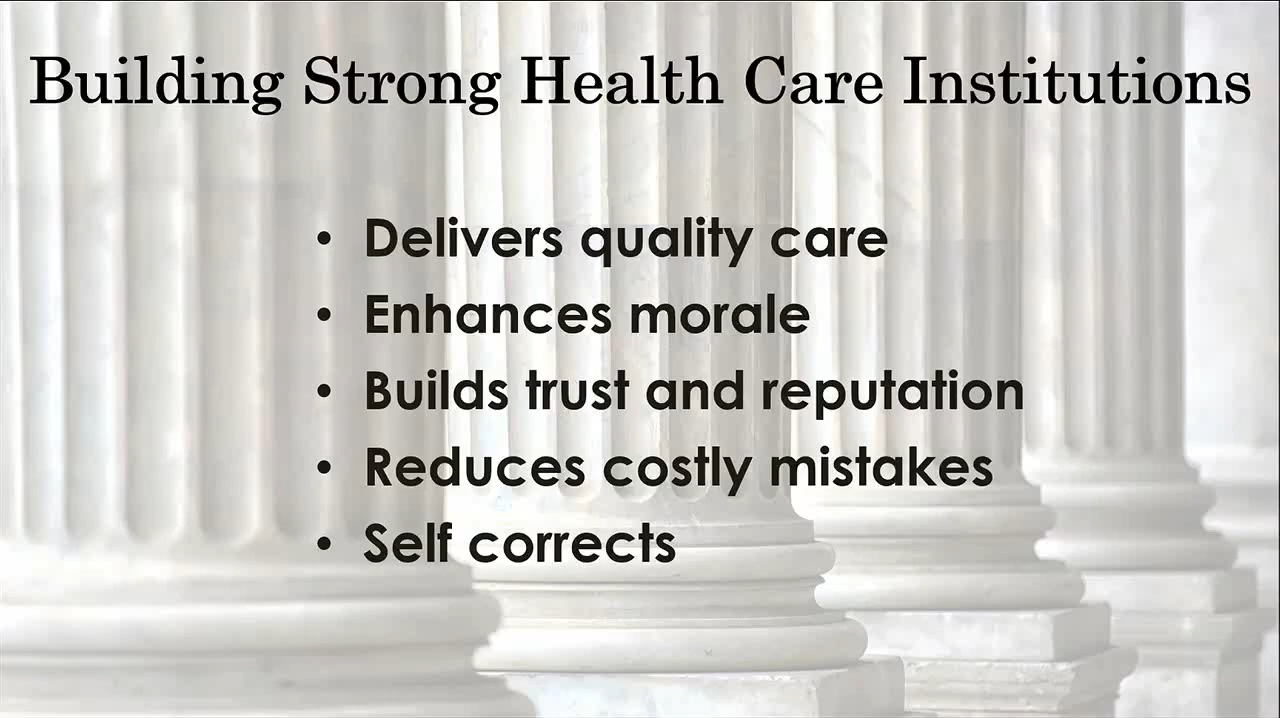 Building Strong Health Care Institutions
• Delivers quality care
• Enhances morale
• Builds trust and reputation
• Reduces costly mistakes
• Self corrects